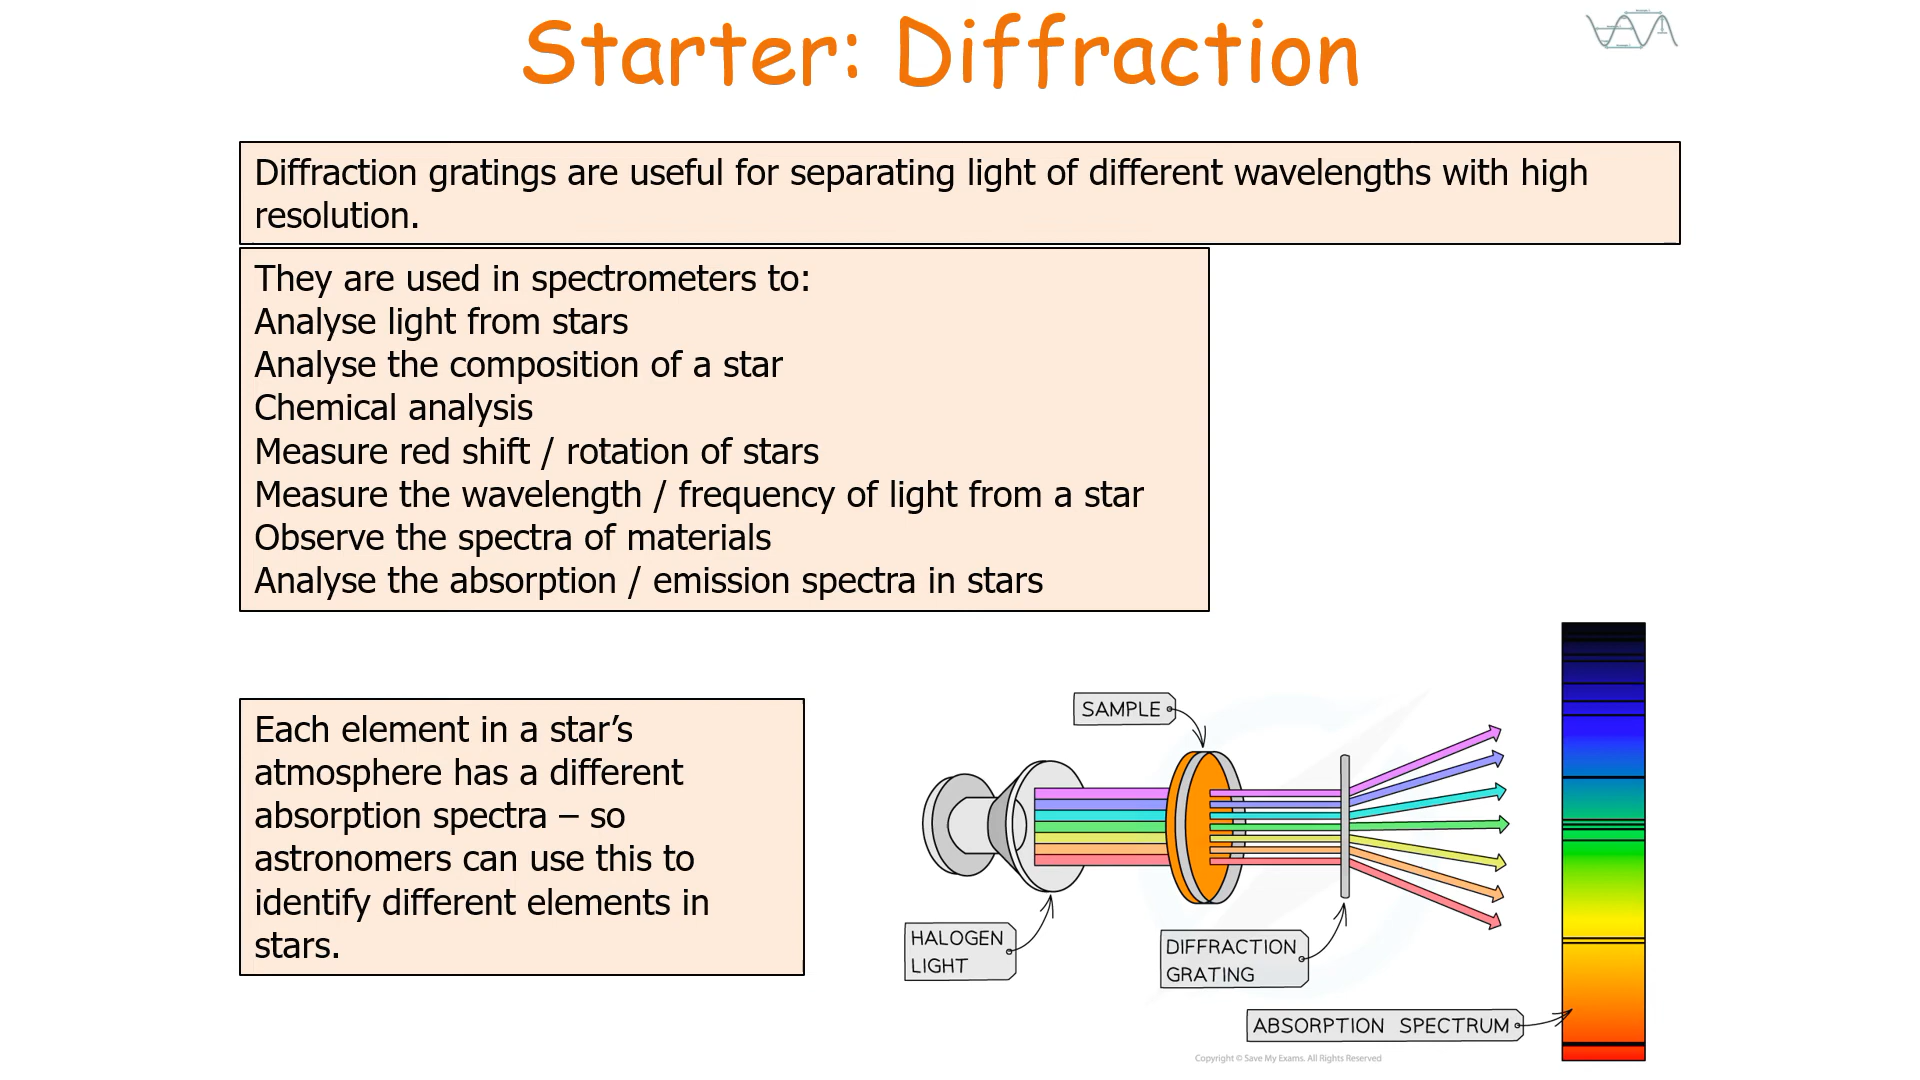 Starter: Diffraction
Diffraction gratings are useful for separating light of different wavelengths with high
resolution.
They are used in spectrometers to:
Analyse light from stars
Analyse the composition of a star
Chemical analysis
Measure red shift / rotation of stars
Measure the wavelength / frequency of light from a star
Observe the spectra of materials
Analyse the absorption / emission spectra in stars
Each element in a star’s
atmosphere has a different
absorption spectra – so
astronomers can use this to
identify different elements in
stars.
SAMPLE
HALOGEN
LIGHT
DIFFRACTION
GRATING
ABSORPTION SPECTRUM
Copyright © Save My Exams. All Rights Reserved